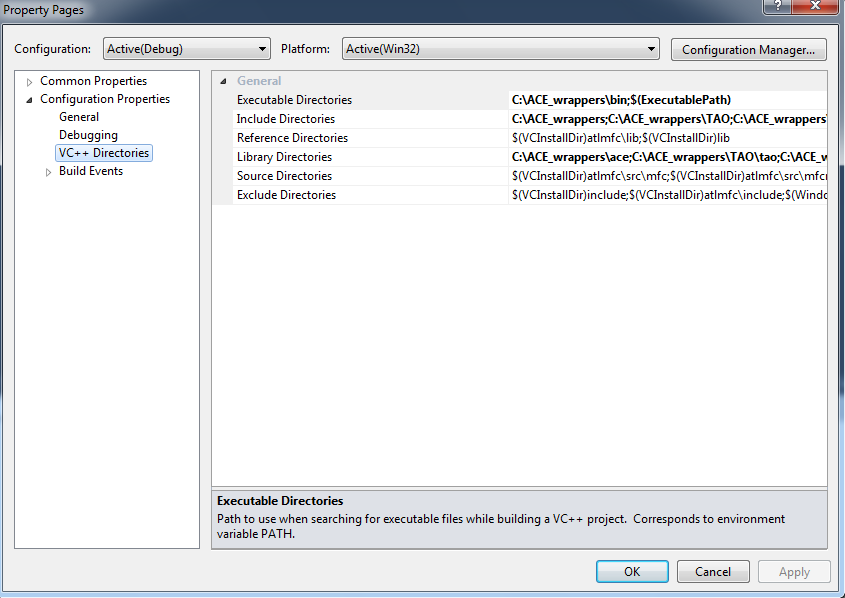 Property Pages
?
Configuration: Active(Debug) Platform: Active(Win32) Configuration Manager...
Common Properties
Configuration Properties
General
Debugging
VC++ Directories
Build Events
General
Executable Directories C:\ACE_wrappers\bin;$(ExecutablePath)
Include Directories C:\ACE_wrappers;C:\ACE_wrappers\TAO;C:\ACE_wrappers\
Reference Directories $(VCInstallDir)atlmfc\lib;$(VCInstallDir)lib
Library Directories C:\ACE_wrappers\ace;C:\ACE_wrappers\TAO\tao;C:\ACE_w
Source Directories $(VCInstallDir)atlmfc\src\mfc;$(VCInstallDir)atlmfc\src\mfcm
Exclude Directories $(VCInstallDir)include;$(VCInstallDir)atlmfc\include;$(Windo
Executable Directories
Path to use when searching for executable files while building a VC++ project. Corresponds to environment
variable PATH.
OK Cancel Apply